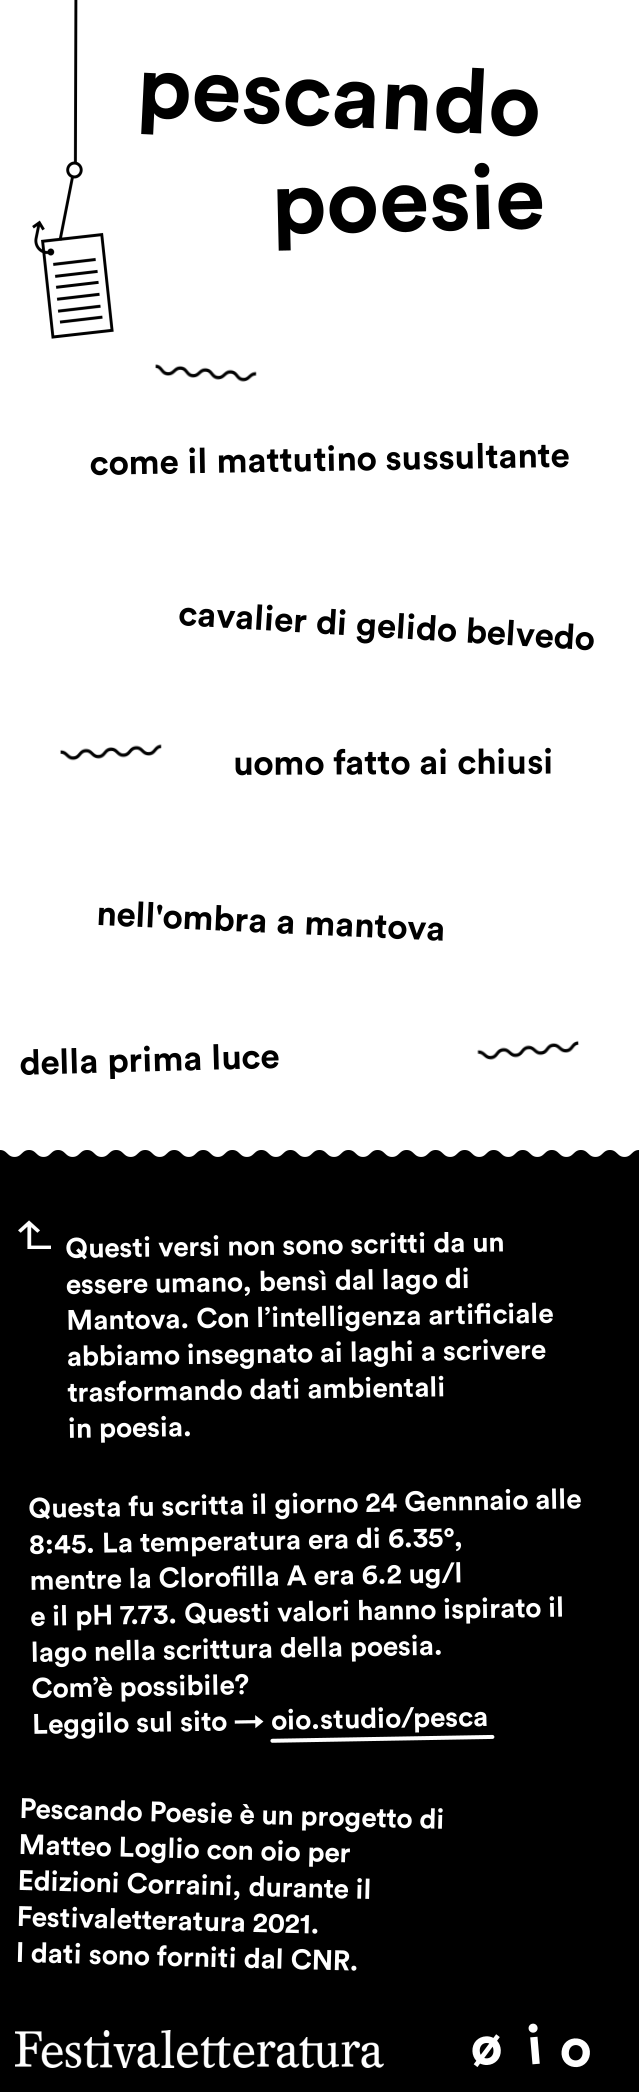 pescando
poesie
come il mattutino sussultante
cavalier di gelido belvedo
uomo fatto ai chiusi
nell'ombra a mantova
della prima luce
Questi versi non sono scritti da un
essere umano, bensì dal lago di
Mantova. Con l’intelligenza artificiale
abbiamo insegnato ai laghi a scrivere
trasformando dati ambientali
in poesia.
Questa fu scritta il giorno 24 Gennnaio alle
8:45. La temperatura era di 6.35°,
mentre la Clorofilla A era 6.2 ug/l
e il pH 7.73. Questi valori hanno ispirato il
lago nella scrittura della poesia.
Com’è possibile?
Leggilo sul sito → oio.studio/pesca
Pescando Poesie è un progetto di
Matteo Loglio con oio per
Edizioni Corraini, durante il
Festivaletteratura 2021.
I dati sono forniti dal CNR.
Festivaletteratura ø i o